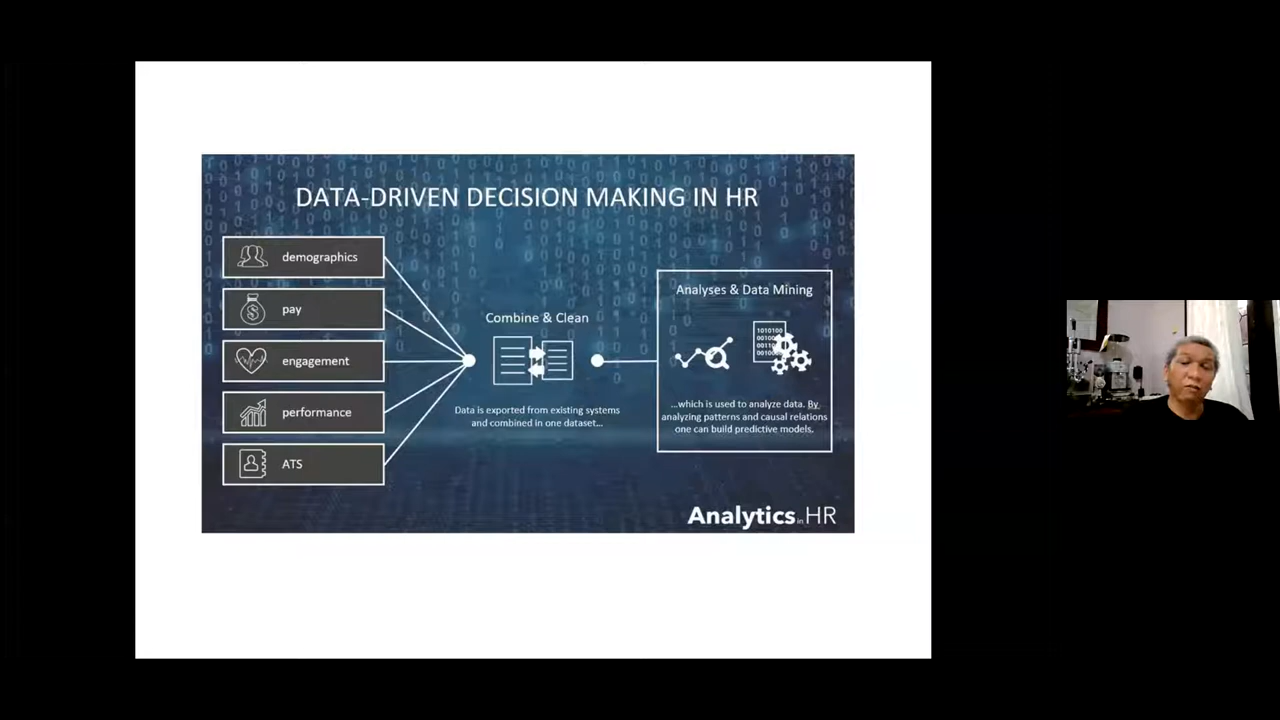 DATA-DRIVEN DECISION MAKING IN HR
demographics
pay
engagement
performance
ATS
Combine & Clean
Data is exported from existing systems
and combined in one dataset...
Analyses & Data Mining
1010100
...which is used to analyze data. By
analyzing patterns and causal relations
one can build predictive models.
Analytics in HR